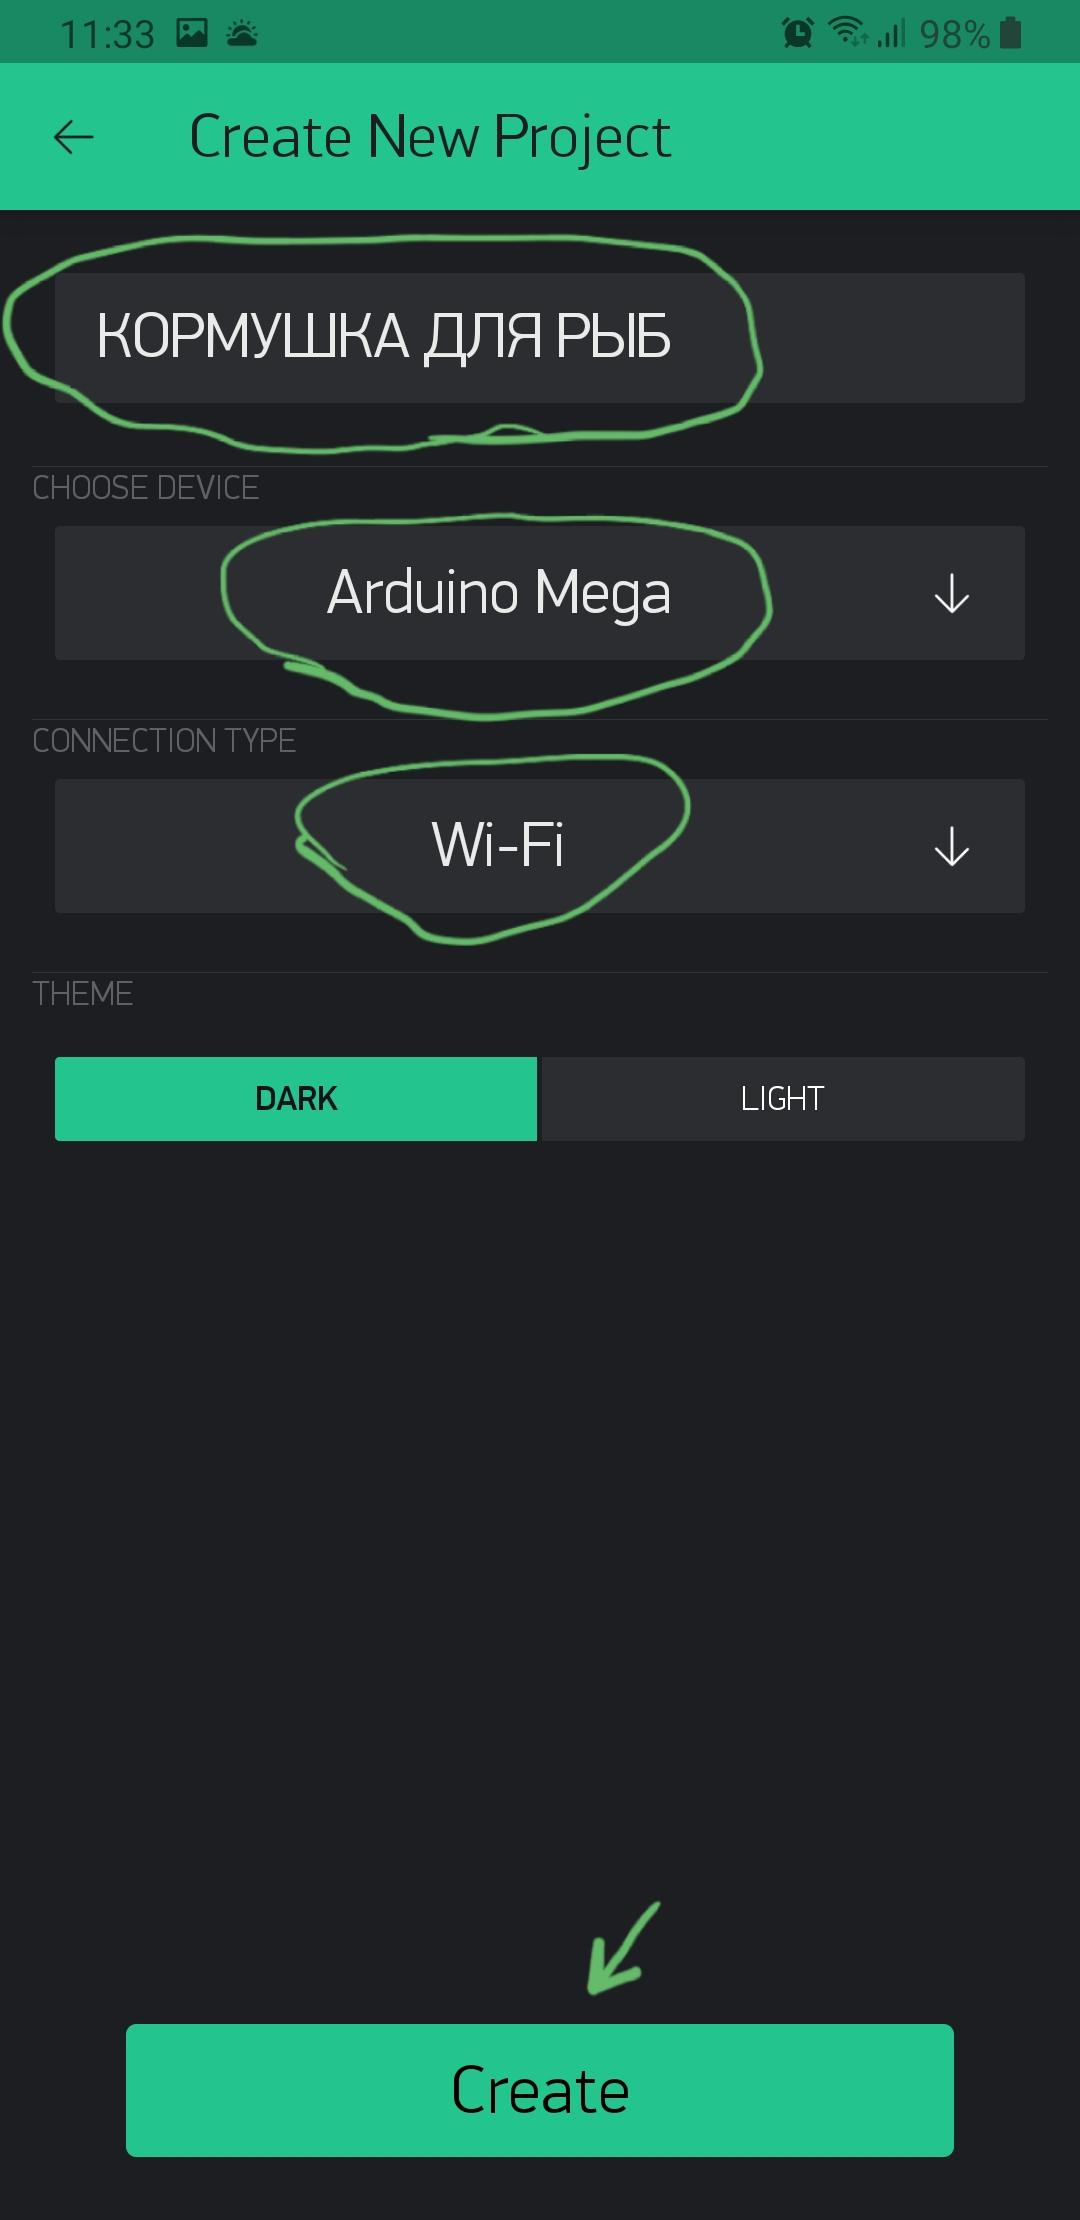 11:33 98%
Create New Project
КОРМУШКА ДЛЯ РЫБ
CHOOSE DEVICE
Arduino Mega
CONNECTION TYPE
Wi-Fi
THEME
DARK LIGHT
Create